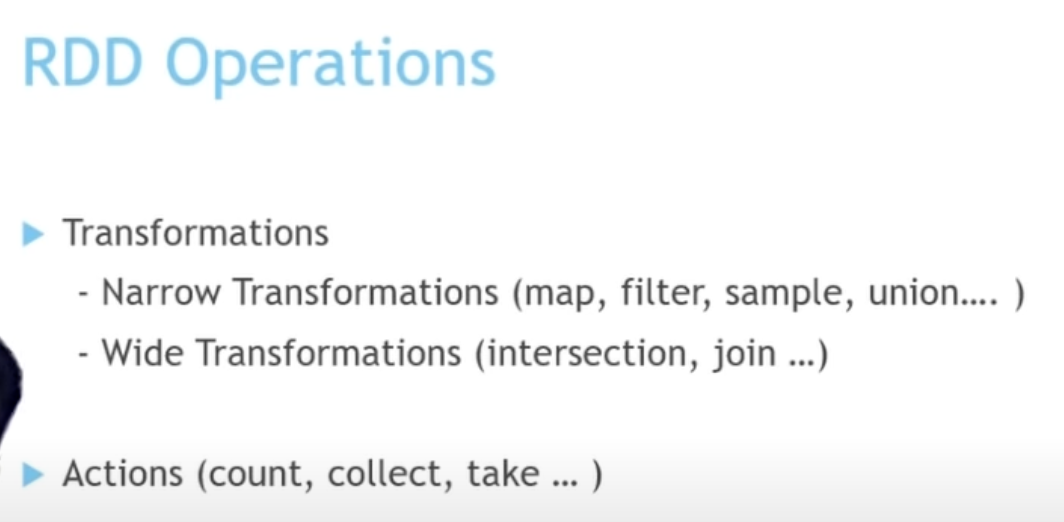 RDD Operations
Transformations
- Narrow Transformations (map, filter, sample, union.... )
- Wide Transformations (intersection, join ...)
Actions (count, collect, take ... )